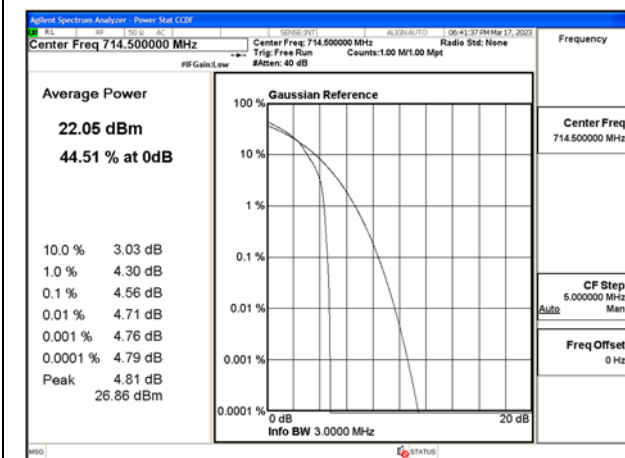 Agilent Spectrum Analyzer - Power Stat CCDF
RL RF 50 Ω AC SENSE:INT ALIGN AUTO 06:41:37 PM Mar 17, 2023
Center Freq 714.500000 MHz
Center Freq: 714.500000 MHz Radio Std: None
Trig: Free Run Counts:1.00 M/1.00 Mpt
#IFGain:Low #Atten: 40 dB
Frequency
Average Power
22.05 dBm
44.51 % at 0dB
10.0 % 3.03 dB
1.0 % 4.30 dB
0.1 % 4.56 dB
0.01 % 4.71 dB
0.001 % 4.76 dB
0.0001 % 4.79 dB
Peak 4.81 dB
26.86 dBm
Gaussian Reference
100 %
10 %
1 %
0.1 %
0.01 %
0.001 %
0.0001 %
0 dB 20 dB
Info BW 3.0000 MHz
Center Freq
714.500000 MHz
CF Step
5.000000 MHz
Auto Man
Freq Offset
0 Hz
MSG STATUS